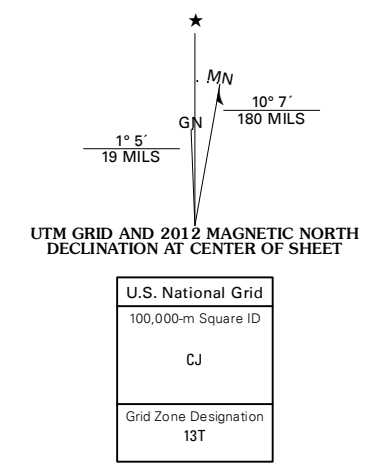 ★
MN
GN
10° 7´
180 MILS
1° 5´
19 MILS
UTM GRID AND 2012 MAGNETIC NORTH
DECLINATION AT CENTER OF SHEET
U.S. National Grid
100,000-m Square ID
CJ
Grid Zone Designation
13T